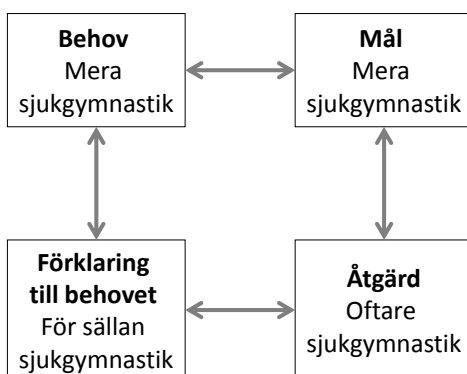 Behov
Mera
sjukgymnastik
Mål
Mera
sjukgymnastik
Förklaring
till behovet
För sällan
sjukgymnastik
Åtgärd
Oftare
sjukgymnastik